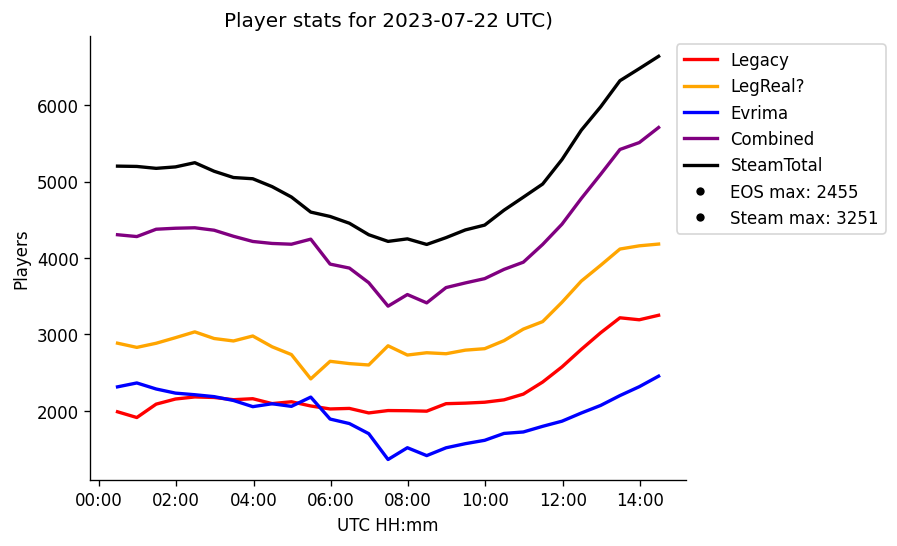 Player stats for 2023-07-22 UTC)
Legacy
LegReal?
Evrima
Combined
SteamTotal
EOS max: 2455
Steam max: 3251
Players
6000
5000
4000
3000
2000
00:00 02:00 04:00 06:00 08:00 10:00 12:00 14:00
UTC HH:mm